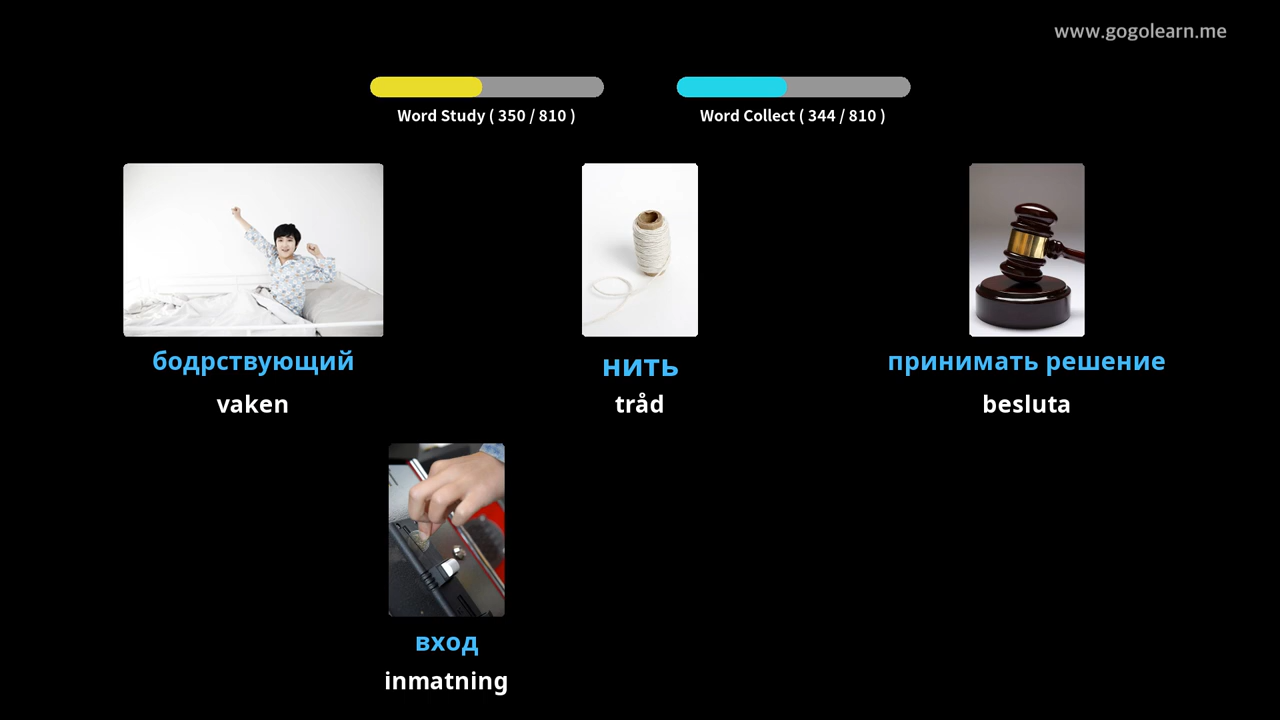 www.gogolearn.me
Word Study ( 350 / 810 )
Word Collect ( 344 / 810 )
бодрствующий
нить
принимать решение
vaken
tråd
besluta
вход
inmatning